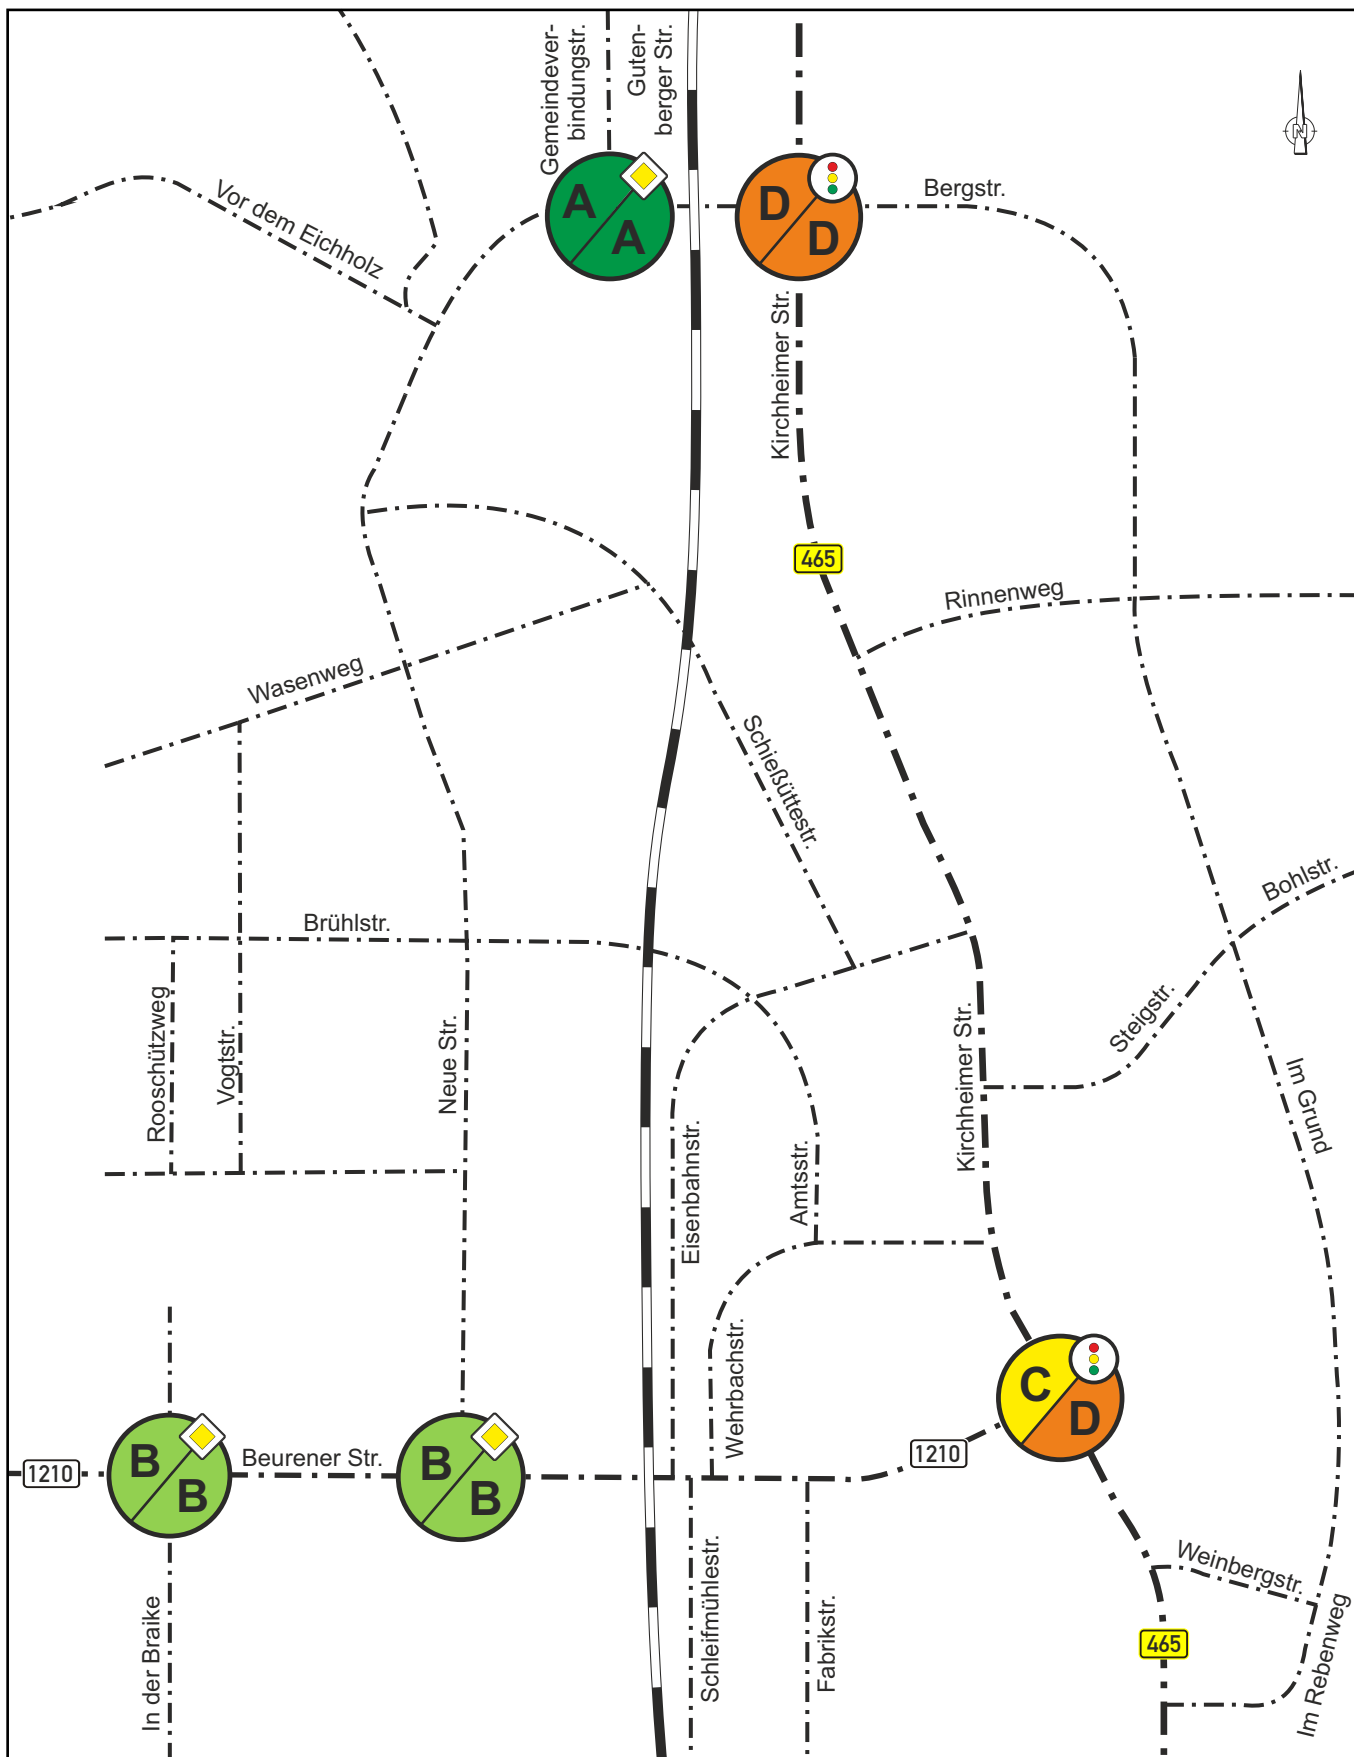 Gemeindever-
bindungstr.
Guten-
berger Str.
N
A
A
D
D
Bergstr.
Vor dem Eichholz
Kirchheimer Str.
465
Rinnenweg
Wasenweg
Schießüttestr.
Bohlstr.
Brühlstr.
Steigstr.
Rooschützweg
Vogtstr.
Neue Str.
Kirchheimer Str.
Im Grund
Eisenbahnstr.
Amtsstr.
Wehrbachstr.
C
D
B
B
B
B
1210
Beurener Str.
1210
Weinbergstr.
In der Braike
Schleifmühlestr.
Fabrikstr.
465
Im Rebenweg